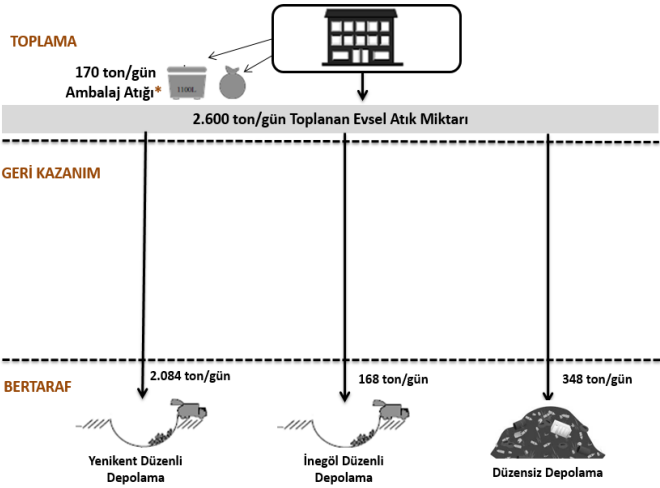 TOPLAMA
170 ton/gün
Ambalaj Atığı*
1100L
2.600 ton/gün Toplanan Evsel Atık Miktarı
GERİ KAZANIM
BERTARAF
2.084 ton/gün
168 ton/gün
348 ton/gün
Yenikent Düzenli
Depolama
İnegöl Düzenli
Depolama
Düzensiz Depolama